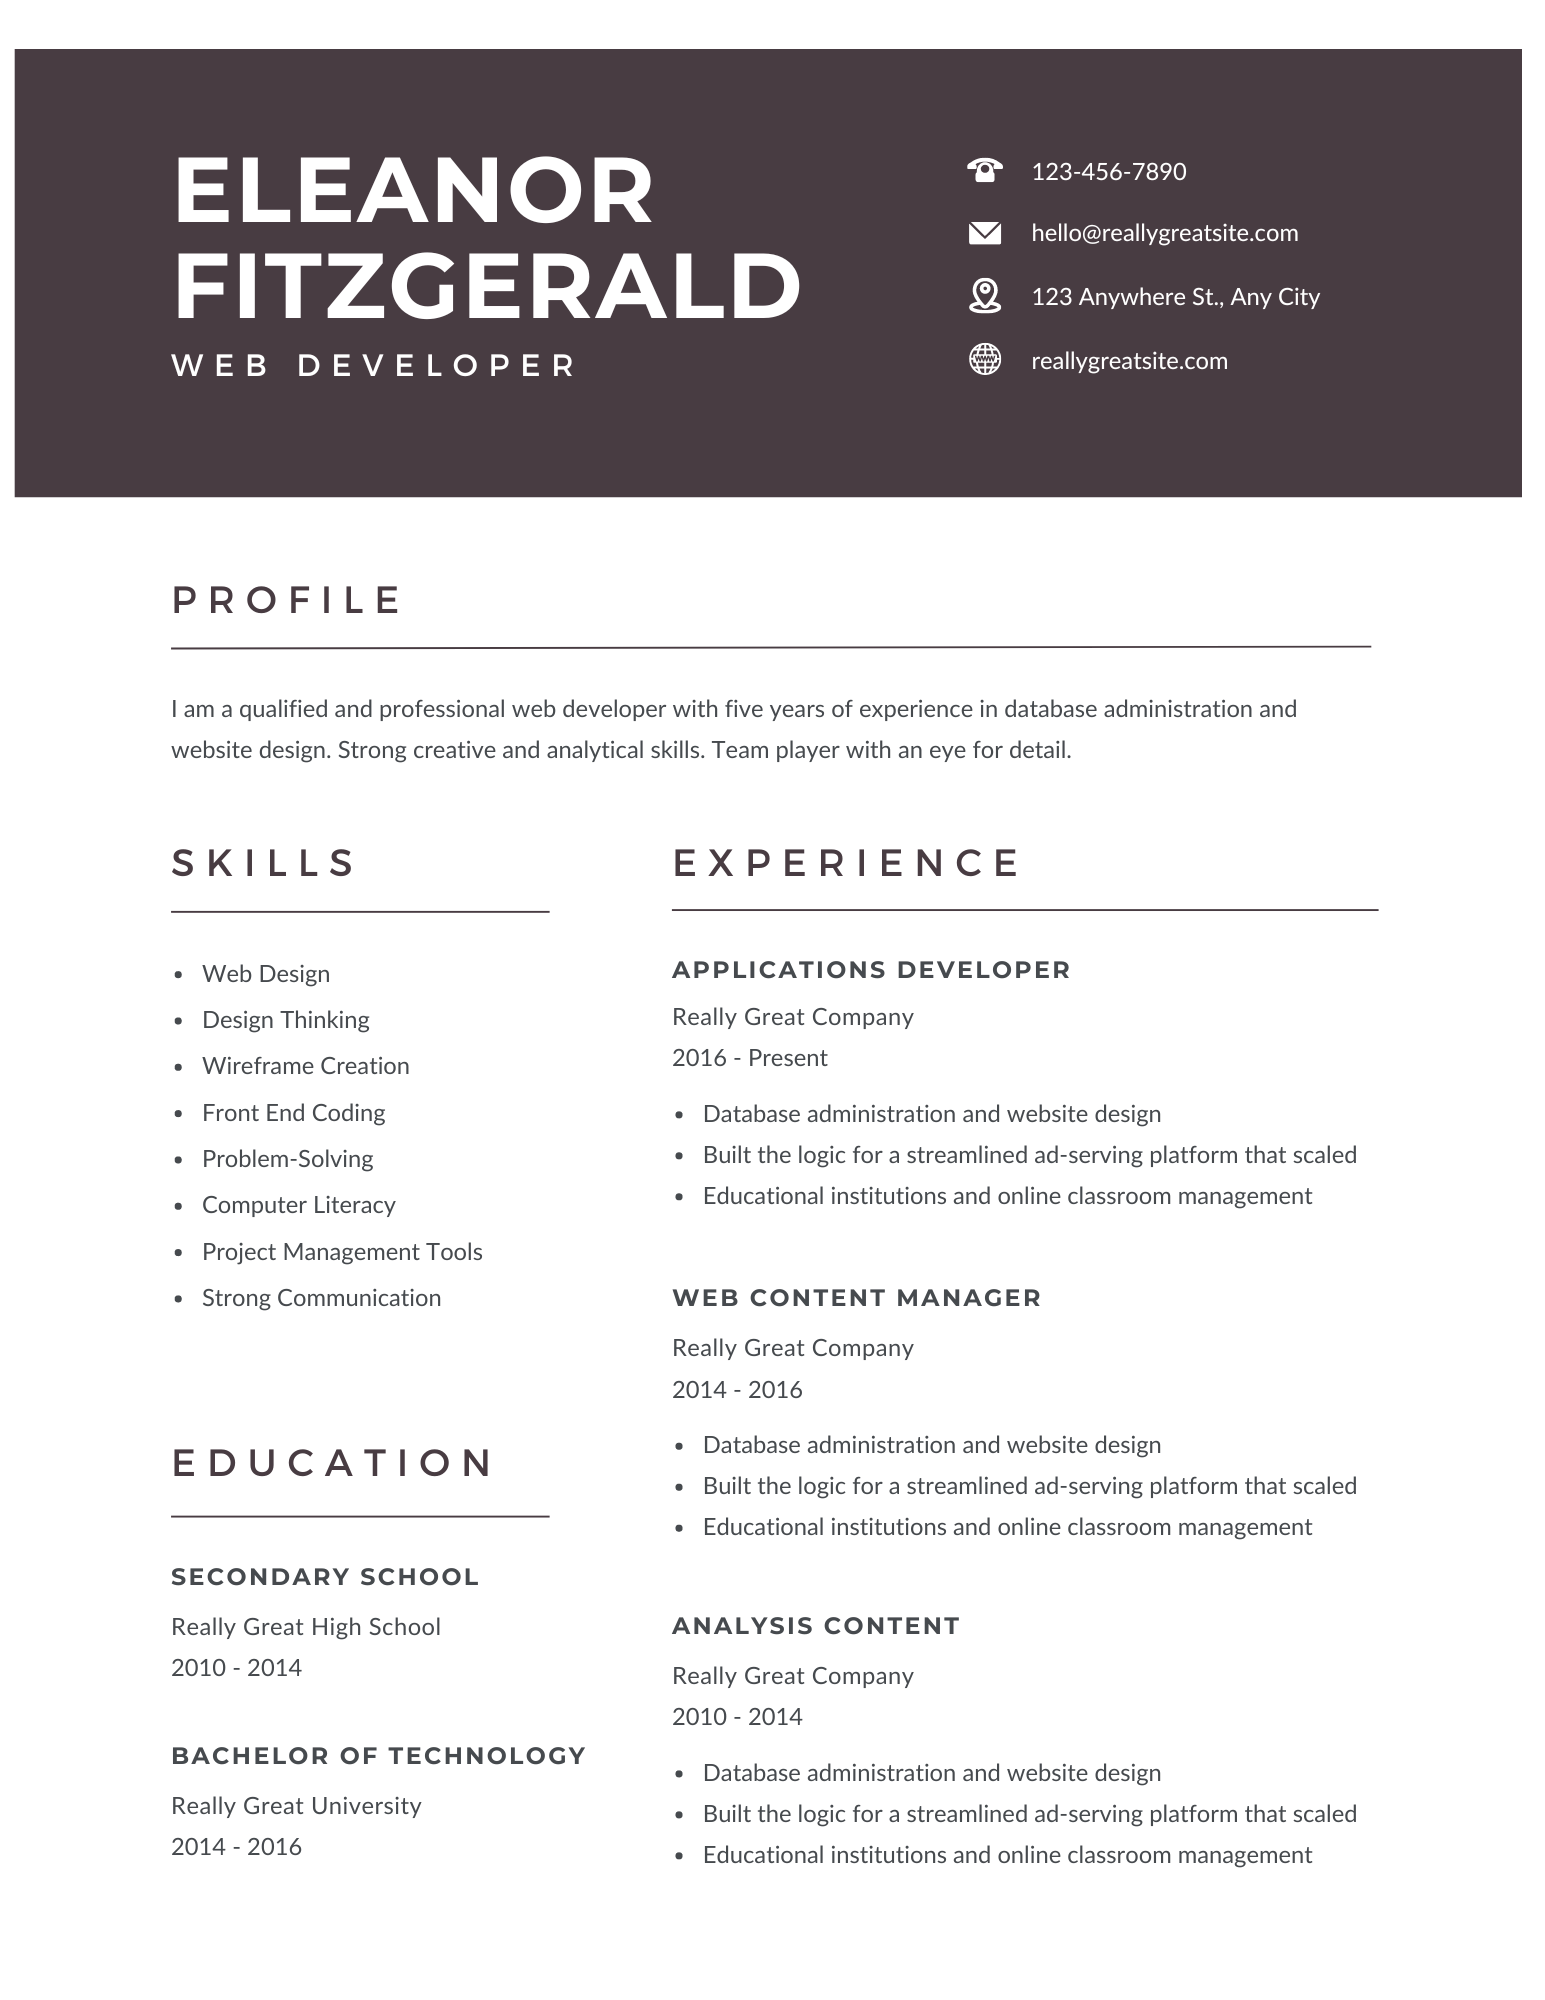 ELEANOR
FITZGERALD
WEB DEVELOPER
123-456-7890
hello@reallygreatsite.com
123 Anywhere St., Any City
reallygreatsite.com
PROFILE
I am a qualified and professional web developer with five years of experience in database administration and
website design. Strong creative and analytical skills. Team player with an eye for detail.
SKILLS
• Web Design
• Design Thinking
• Wireframe Creation
• Front End Coding
• Problem-Solving
• Computer Literacy
• Project Management Tools
• Strong Communication
EDUCATION
SECONDARY SCHOOL
Really Great High School
2010 - 2014
BACHELOR OF TECHNOLOGY
Really Great University
2014 - 2016
EXPERIENCE
APPLICATIONS DEVELOPER
Really Great Company
2016 - Present
• Database administration and website design
• Built the logic for a streamlined ad-serving platform that scaled
• Educational institutions and online classroom management
WEB CONTENT MANAGER
Really Great Company
2014 - 2016
• Database administration and website design
• Built the logic for a streamlined ad-serving platform that scaled
• Educational institutions and online classroom management
ANALYSIS CONTENT
Really Great Company
2010 - 2014
• Database administration and website design
• Built the logic for a streamlined ad-serving platform that scaled
• Educational institutions and online classroom management